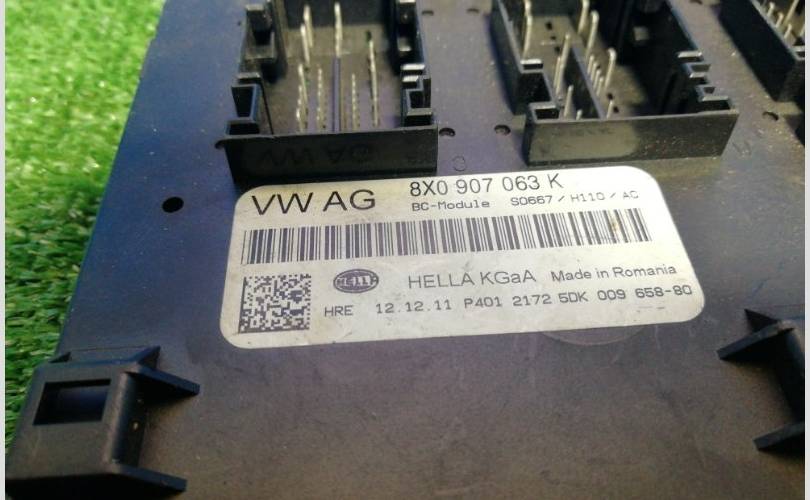 VW AG 8X0 907 063 K
BC-Module S0667 / H110 / AC
HELLA HELLA KGaA Made in Romania
HRE 12.12.11 P401 2172 5DK 009 658-80